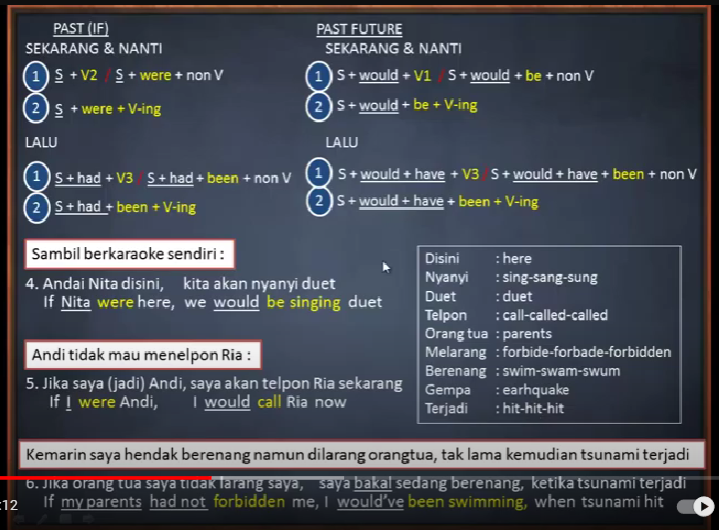 PAST (IF)
SEKARANG & NANTI
1 S + V2 / S + were + non V
2 S + were + V-ing
LALU
1 S + had + V3 / S + had + been + non V
2 S + had + been + V-ing
PAST FUTURE
SEKARANG & NANTI
1 S + would + V1 / S + would + be + non V
2 S + would + be + V-ing
LALU
1 S + would + have + V3 / S + would + have + been + non V
2 S + would + have + been + V-ing
Sambil berkaraoke sendiri :
4. Andai Nita disini, kita akan nyanyi duet
If Nita were here, we would be singing duet
Andi tidak mau menelpon Ria :
5. Jika saya (jadi) Andi, saya akan telpon Ria sekarang
If I were Andi, I would call Ria now
Disini : here
Nyanyi : sing-sang-sung
Duet : duet
Telpon : call-called-called
Orang tua : parents
Melarang : forbide-forbade-forbidden
Berenang : swim-swam-swum
Gempa : earhquake
Terjadi : hit-hit-hit
Kemarin saya hendak berenang namun dilarang orangtua, tak lama kemudian tsunami terjadi
6. Jika orang tua saya tidak larang saya, saya bakal sedang berenang, ketika tsunami terjadi
If my parents had not forbidden me, I would've been swimming, when tsunami hit
:12